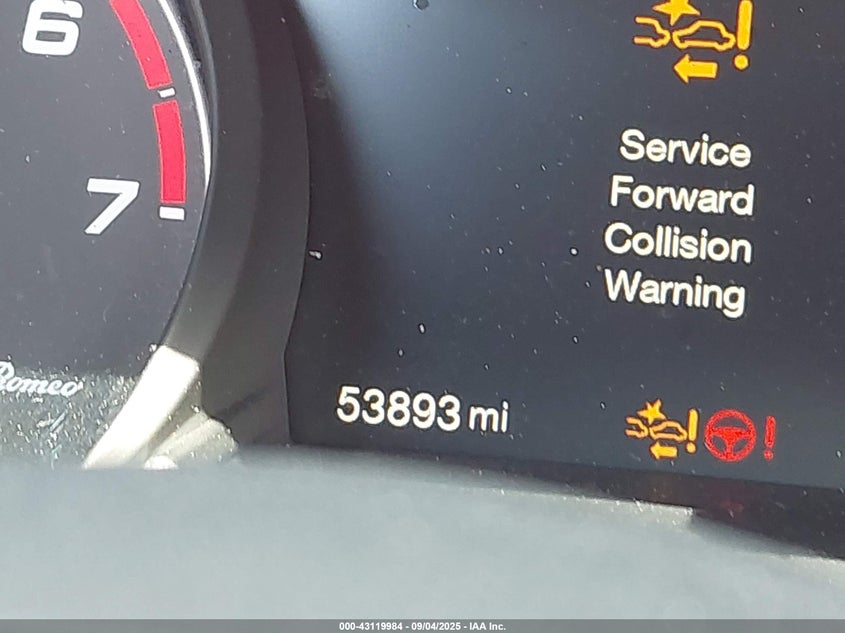 6
7
Romeo
Service
Forward
Collision
Warning
53893 mi
000-43119984 - 09/04/2025 - IAA Inc.